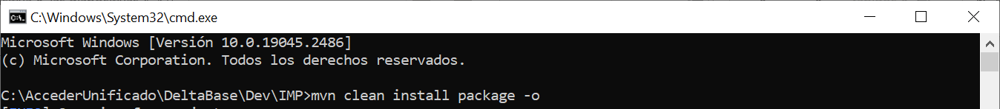 C:\Windows\System32\cmd.exe
Microsoft Windows [Versión 10.0.19045.2486]
(c) Microsoft Corporation. Todos los derechos reservados.
C:\AccederUnificado\DeltaBase\Dev\IMP>mvn clean install package -o